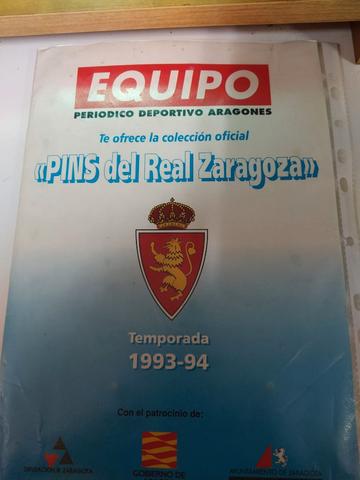 EQUIPO
PERIODICO DEPORTIVO ARAGONES
Te ofrece la colección oficial
«PINS del Real Zaragoza»
Temporada
1993-94
Con el patrocinio de:
DIPUTACION D ZARAGOZA
GOBIERNO DE
AYUNTAMIENTO DE ZARAGOZA